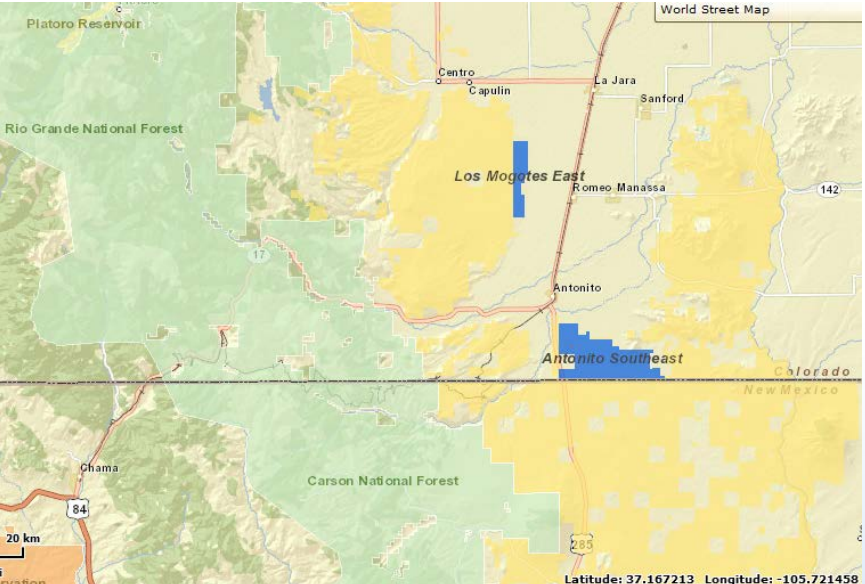 World Street Map
Platoro Reservoir
Centro
Capulin
La Jara
Sanford
Rio Grande National Forest
Los Mogotes East
Romeo Manassa
142
17
Antonito
Antonito Southeast
Colorado
New Mexico
Chama
Carson National Forest
84
285
20 km
Latitude: 37.167213 Longitude: -105.721455